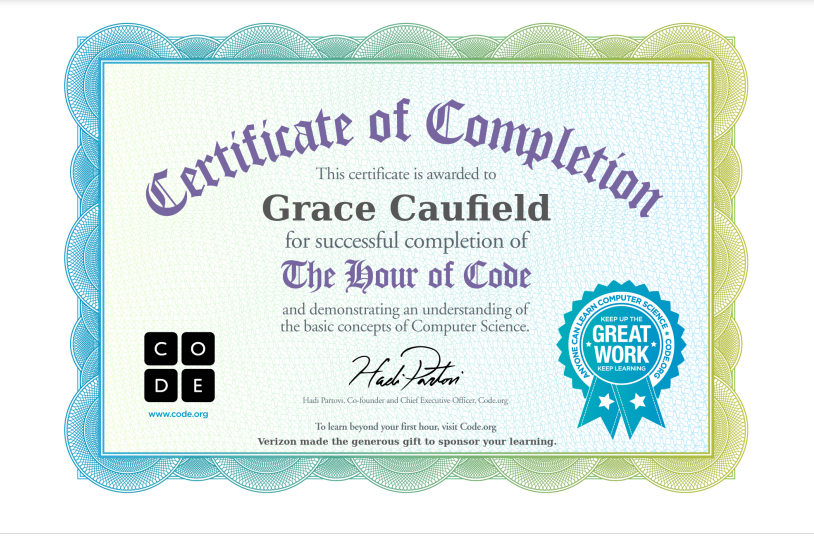 Certificate of Completion
This certificate is awarded to
Grace Caufield
for successful completion of
The Hour of Code
and demonstrating an understanding of
the basic concepts of Computer Science.
C O
D E
www.code.org
Hadi Partovi
Hadi Partovi, Co-founder and Chief Executive Officer, Code.org
To learn beyond your first hour, visit Code.org
Verizon made the generous gift to sponsor your learning.
ANYONE CAN LEARN COMPUTER SCIENCE ★ CODE.ORG
KEEP UP THE
GREAT
WORK
KEEP LEARNING